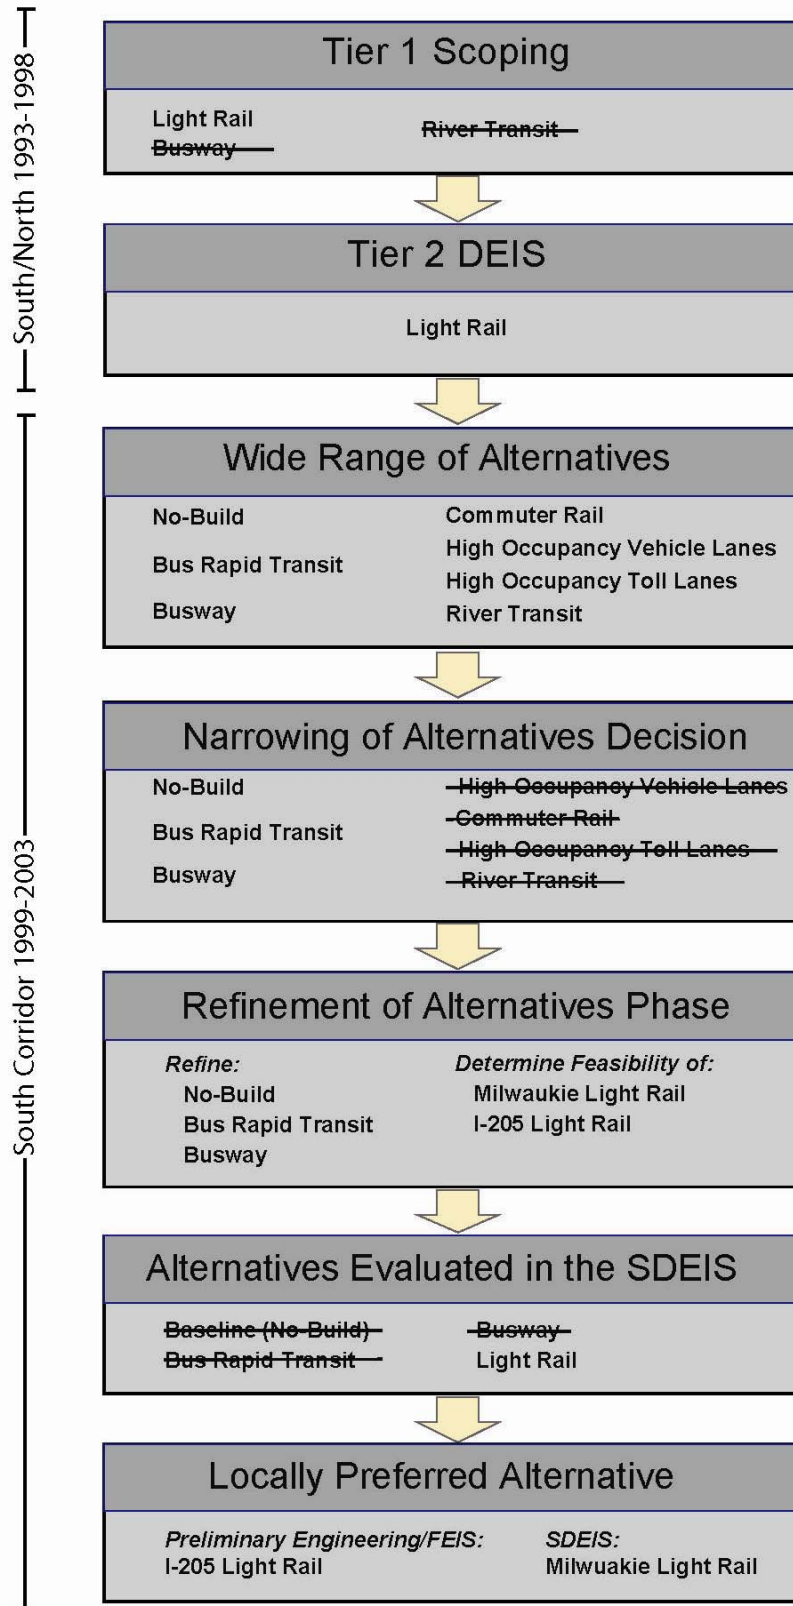 South/North 1993-1998
Tier 1 Scoping
Light Rail
Busway
River Transit
Tier 2 DEIS
Light Rail
South Corridor 1999-2003
Wide Range of Alternatives
No-Build
Bus Rapid Transit
Busway
Commuter Rail
High Occupancy Vehicle Lanes
High Occupancy Toll Lanes
River Transit
Narrowing of Alternatives Decision
No-Build
Bus Rapid Transit
Busway
High Occupancy Vehicle Lanes
Commuter Rail
High Occupancy Toll Lanes
River Transit
Refinement of Alternatives Phase
Refine:
No-Build
Bus Rapid Transit
Busway
Determine Feasibility of:
Milwaukie Light Rail
I-205 Light Rail
Alternatives Evaluated in the SDEIS
Baseline (No-Build)
Bus Rapid Transit
Busway
Light Rail
Locally Preferred Alternative
Preliminary Engineering/FEIS:
I-205 Light Rail
SDEIS:
Milwuakie Light Rail